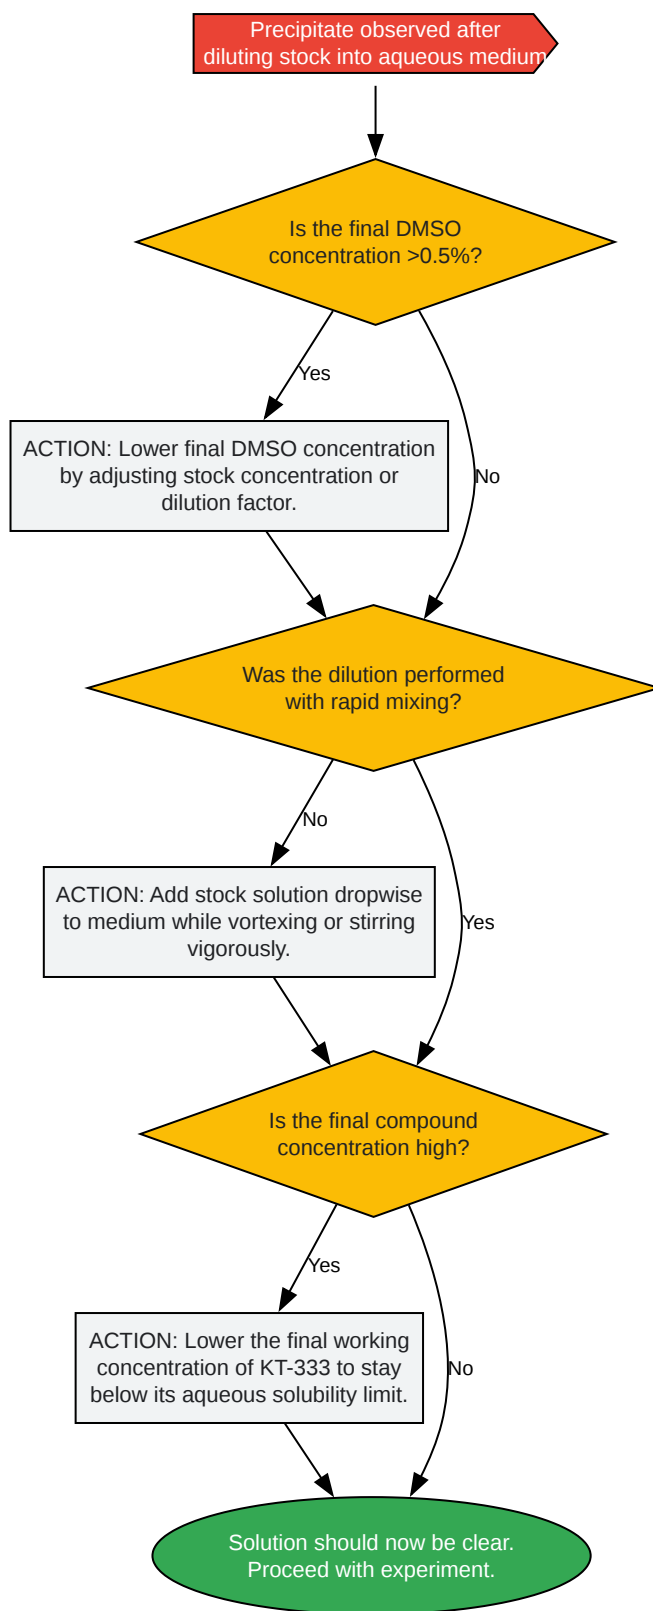 Precipitate observed after
diluting stock into aqueous medium
Is the final DMSO
concentration >0.5%?
Yes
ACTION: Lower final DMSO concentration
by adjusting stock concentration or
dilution factor.
No
Was the dilution performed
with rapid mixing?
No
ACTION: Add stock solution dropwise
to medium while vortexing or stirring
vigorously.
Yes
Is the final compound
concentration high?
Yes
ACTION: Lower the final working
concentration of KT-333 to stay
below its aqueous solubility limit.
No
Solution should now be clear.
Proceed with experiment.